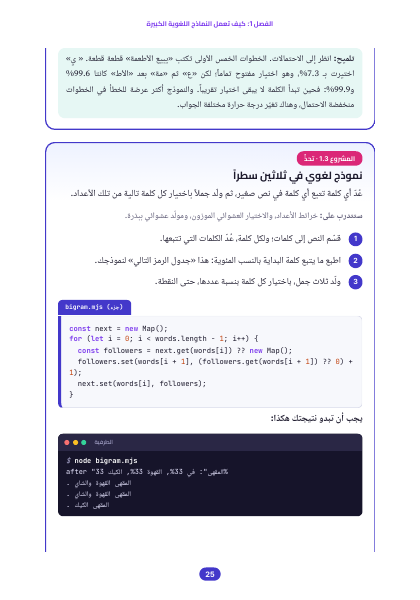 الفصل 1: كيف تعمل النماذج اللغوية الكبيرة
تلميح: انظر إلى الاحتمالات. الخطوات الخمس الأولى تكتب «يبيع الأطعمة» قطعة قطعة. « ي»
اختيرت بـ 7.3%، وهو اختيار مفتوح تماماً؛ لكن «ع» ثم «مة» بعد «الأط» كانتا 99.6%
و99.9%: فحين تبدأ الكلمة لا يبقى اختيار تقريباً. والنموذج أكثر عرضة للخطأ في الخطوات
منخفضة الاحتمال، وهناك تغيّر درجة حرارة مختلفة الجواب.
المشروع 1.3 · تحدٍّ
نموذج لغوي في ثلاثين سطراً
عُدّ أي كلمة تتبع أي كلمة في نص صغير، ثم ولّد جملاً باختيار كل كلمة تالية من تلك الأعداد.
ستتدرب على: خرائط الأعداد، والاختيار العشوائي الموزون، ومولّد عشوائي ببذرة.
1 قسّم النص إلى كلمات؛ ولكل كلمة، عُدّ الكلمات التي تتبعها.
2 اطبع ما يتبع كلمة البداية بالنسب المئوية: هذا «جدول الرمز التالي» لنموذجك.
3 ولّد ثلاث جمل، باختيار كل كلمة بنسبة عددها، حتى النقطة.
bigram.mjs (جزء)
const next = new Map();
for (let i = 0; i < words.length - 1; i++) {
const followers = next.get(words[i]) ?? new Map();
followers.set(words[i + 1], (followers.get(words[i + 1]) ?? 0) +
1);
next.set(words[i], followers);
}
يجب أن تبدو نتيجتك هكذا:
الطرفية
$ node bigram.mjs
after "المقهى": في 33%, القهوة 33%, الكيك 33%
المقهى القهوة والشاي .
المقهى القهوة والشاي .
المقهى الكيك .
25